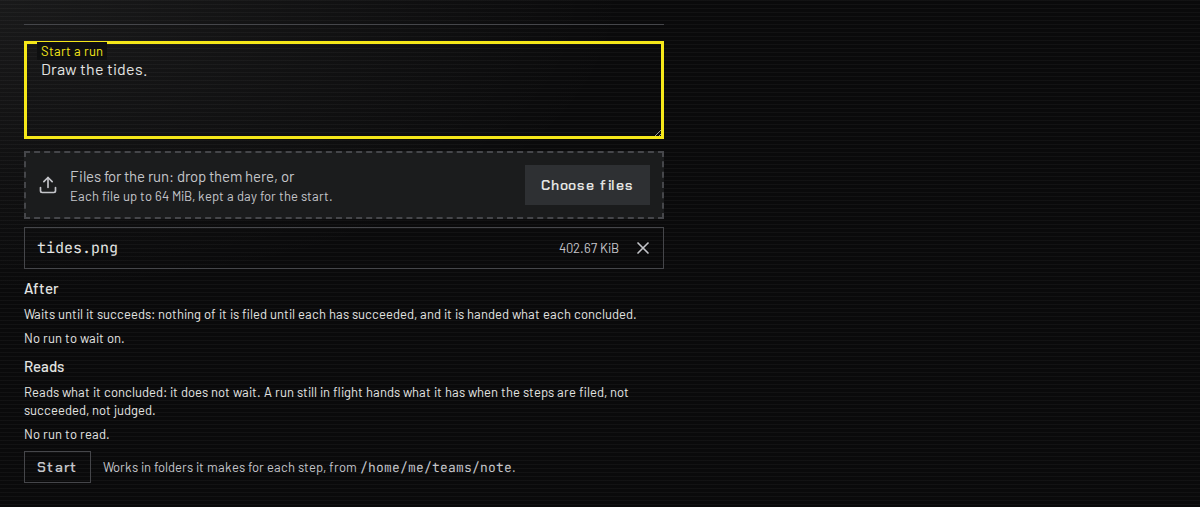 Start a run
Draw the tides.
Files for the run: drop them here, or
Each file up to 64 MiB, kept a day for the start.
Choose files
tides.png
402.67 KiB
After
Waits until it succeeds: nothing of it is filed until each has succeeded, and it is handed what each concluded.
No run to wait on.
Reads
Reads what it concluded: it does not wait. A run still in flight hands what it has when the steps are filed, not
succeeded, not judged.
No run to read.
Start
Works in folders it makes for each step, from /home/me/teams/note.